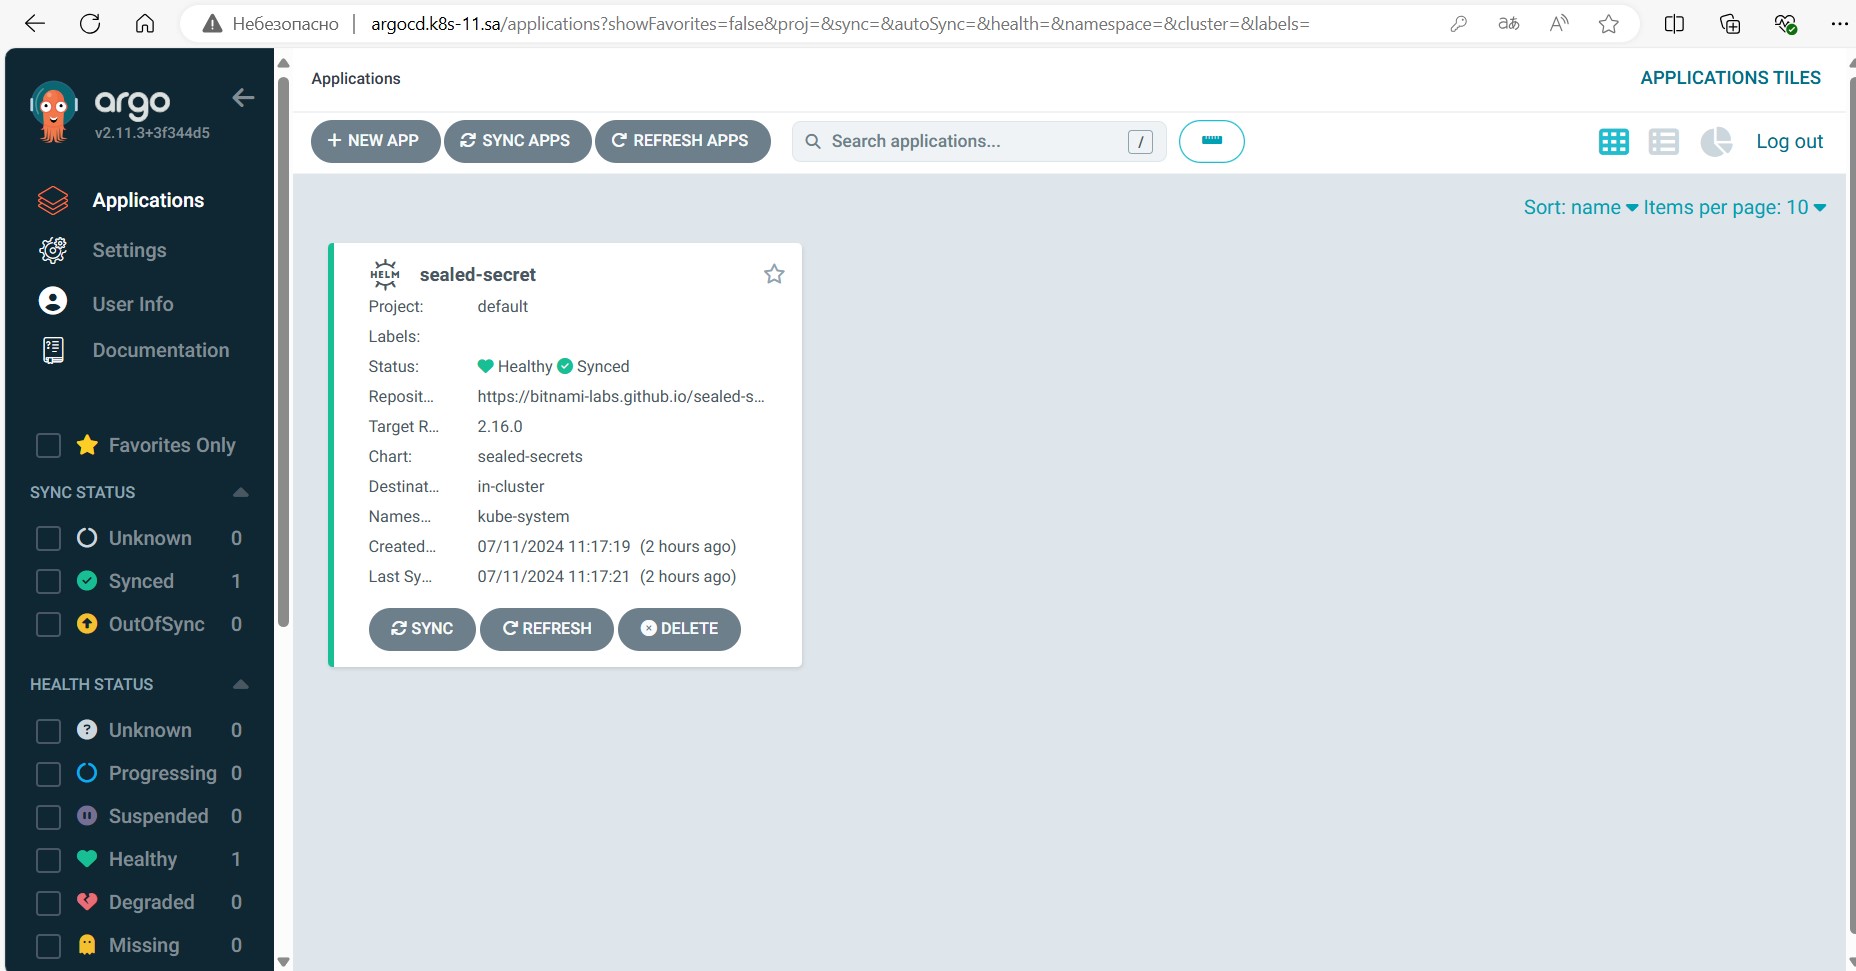 Небезопасно | argocd.k8s-11.sa/applications?showFavorites=false&proj=&sync=&autoSync=&health=&namespace=&cluster=&labels=
argo
v2.11.3+3f344d5
Applications
Settings
User Info
Documentation
Favorites Only
SYNC STATUS
Unknown 0
Synced 1
OutOfSync 0
HEALTH STATUS
Unknown 0
Progressing 0
Suspended 0
Healthy 1
Degraded 0
Missing 0
Applications
APPLICATIONS TILES
+ NEW APP
SYNC APPS
REFRESH APPS
Search applications... /
Log out
Sort: name Items per page: 10
HELM sealed-secret
Project: default
Labels:
Status: Healthy Synced
Reposit... https://bitnami-labs.github.io/sealed-s...
Target R... 2.16.0
Chart: sealed-secrets
Destinat... in-cluster
Names... kube-system
Created... 07/11/2024 11:17:19 (2 hours ago)
Last Sy... 07/11/2024 11:17:21 (2 hours ago)
SYNC REFRESH DELETE